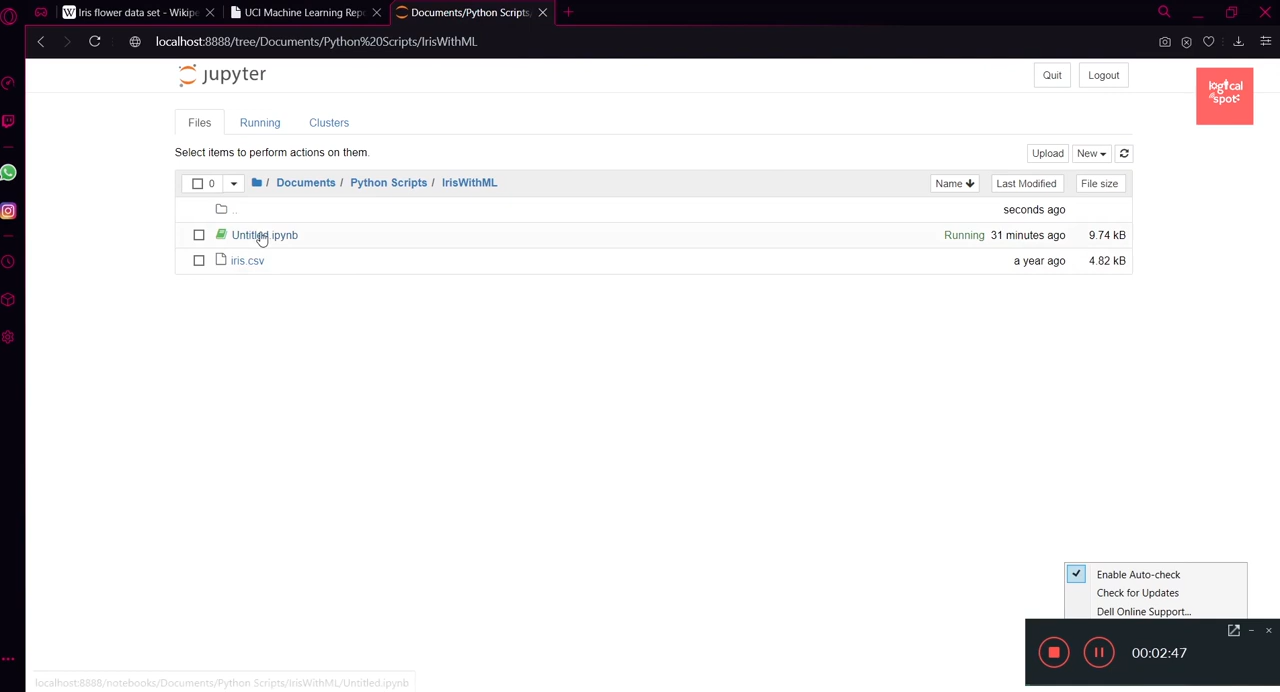 Iris flower data set - Wikipe
UCI Machine Learning Rep
Documents/Python Scripts,
localhost:8888/tree/Documents/Python%20Scripts/IrisWithML
jupyter
Quit
Logout
logical
spot
Files
Running
Clusters
Select items to perform actions on them.
Upload
New
0
/
Documents /
Python Scripts /
IrisWithML
Name
Last Modified
File size
..
seconds ago
Untitled.ipynb
Running
31 minutes ago
9.74 kB
iris.csv
a year ago
4.82 kB
Enable Auto-check
Check for Updates
Dell Online Support...
00:02:47
localhost:8888/notebooks/Documents/Python Scripts/IrisWithML/Untitled.ipynb